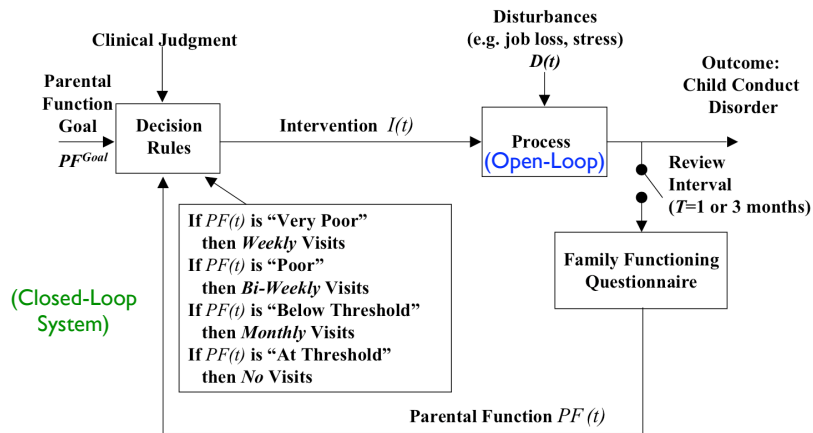 Clinical Judgment
Disturbances
(e.g. job loss, stress)
D(t)
Parental
Function
Goal
PF^Goal
Decision
Rules
Intervention I(t)
Process
(Open-Loop)
Outcome:
Child Conduct
Disorder
Review
Interval
(T=1 or 3 months)
If PF(t) is “Very Poor”
then Weekly Visits
If PF(t) is “Poor”
then Bi-Weekly Visits
If PF(t) is “Below Threshold”
then Monthly Visits
If PF(t) is “At Threshold”
then No Visits
Family Functioning
Questionnaire
(Closed-Loop
System)
Parental Function PF (t)